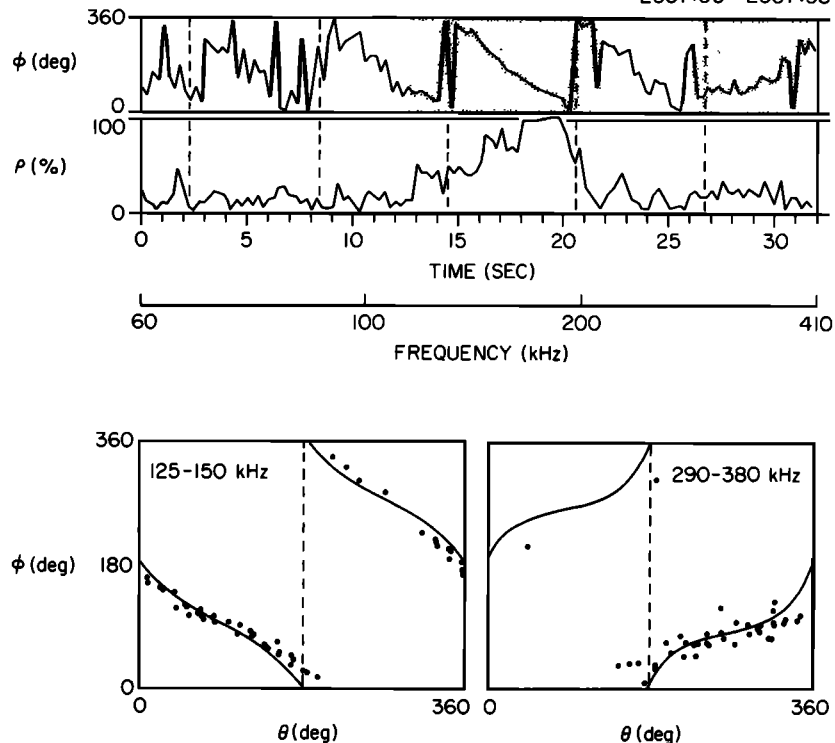 360
φ (deg)
0
100
ρ (%)
0
0 5 10 15 20 25 30
TIME (SEC)
60 100 200 410
FREQUENCY (kHz)
360
125-150 kHz 290-380 kHz
φ (deg) 180
0
0 360 0 360
θ (deg) θ (deg)